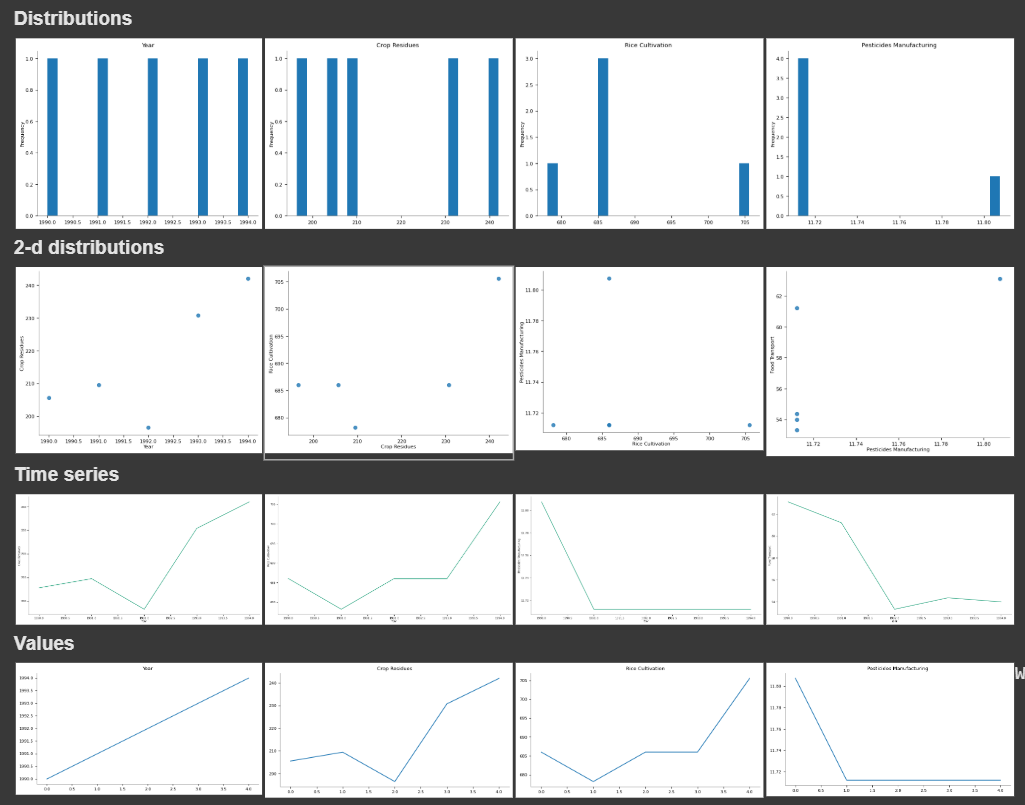 Distributions
Year
Crop Residues
Rice Cultivation
Pesticides Manufacturing
Frequency
1.0
0.8
0.6
0.4
0.2
0.0
1990.0 1990.5 1991.0 1991.5 1992.0 1992.5 1993.0 1993.5 1994.0
Frequency
1.0
0.8
0.6
0.4
0.2
0.0
200 210 220 230 240
Frequency
3.0
2.5
2.0
1.5
1.0
0.5
0.0
680 685 690 695 700 705
Frequency
4.0
3.5
3.0
2.5
2.0
1.5
1.0
0.5
0.0
11.72 11.74 11.76 11.78 11.80
2-d distributions
Crop Residues
240
230
220
210
200
1990.0 1990.5 1991.0 1991.5 1992.0 1992.5 1993.0 1993.5 1994.0
Year
Rice Cultivation
705
700
695
690
685
680
200 210 220 230 240
Crop Residues
Pesticides Manufacturing
11.80
11.78
11.76
11.74
11.72
680 685 690 695 700 705
Rice Cultivation
Food Transport
62
60
58
56
54
11.72 11.74 11.76 11.78 11.80
Pesticides Manufacturing
Time series
Values
Year
1994.0
1993.5
1993.0
1992.5
1992.0
1991.5
1991.0
1990.5
1990.0
0.0 0.5 1.0 1.5 2.0 2.5 3.0 3.5 4.0
Crop Residues
240
230
220
210
200
0.0 0.5 1.0 1.5 2.0 2.5 3.0 3.5 4.0
Rice Cultivation
705
700
695
690
685
680
0.0 0.5 1.0 1.5 2.0 2.5 3.0 3.5 4.0
Pesticides Manufacturing
11.80
11.78
11.76
11.74
11.72
0.0 0.5 1.0 1.5 2.0 2.5 3.0 3.5 4.0
W